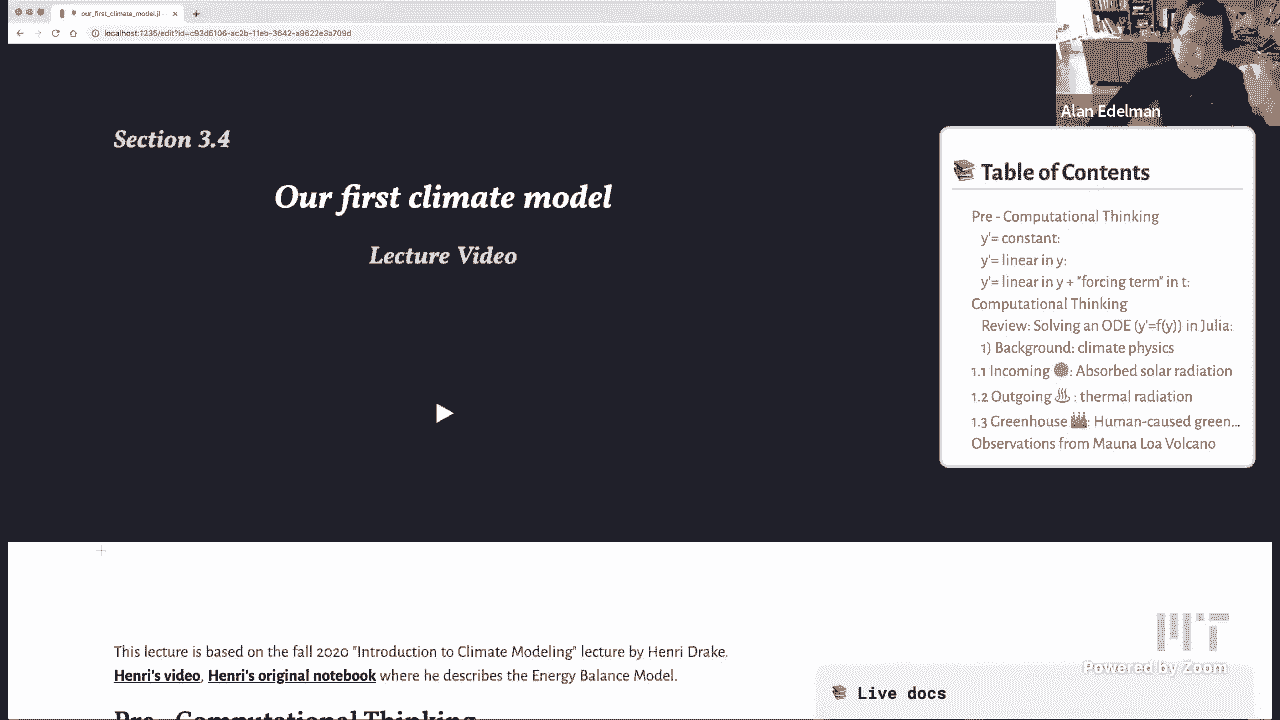 our_first_climate_model.jl
localhost:1235/edit?id=c93d5106-ac2b-11eb-3642-a9622e3a709d
Alan Edelman
Section 3.4
Our first climate model
Lecture Video
Table of Contents
Pre - Computational Thinking
y'= constant:
y'= linear in y:
y'= linear in y + "forcing term" in t:
Computational Thinking
Review: Solving an ODE (y'=f(y)) in Julia:
1) Background: climate physics
1.1 Incoming ☀️: Absorbed solar radiation
1.2 Outgoing ♨️ : thermal radiation
1.3 Greenhouse 🏭: Human-caused green…
Observations from Mauna Loa Volcano
This lecture is based on the fall 2020 "Introduction to Climate Modeling" lecture by Henri Drake.
Henri's video, Henri's original notebook where he describes the Energy Balance Model.
Pre - Computational Thinking
MIT
Powered by Zoom
Live docs